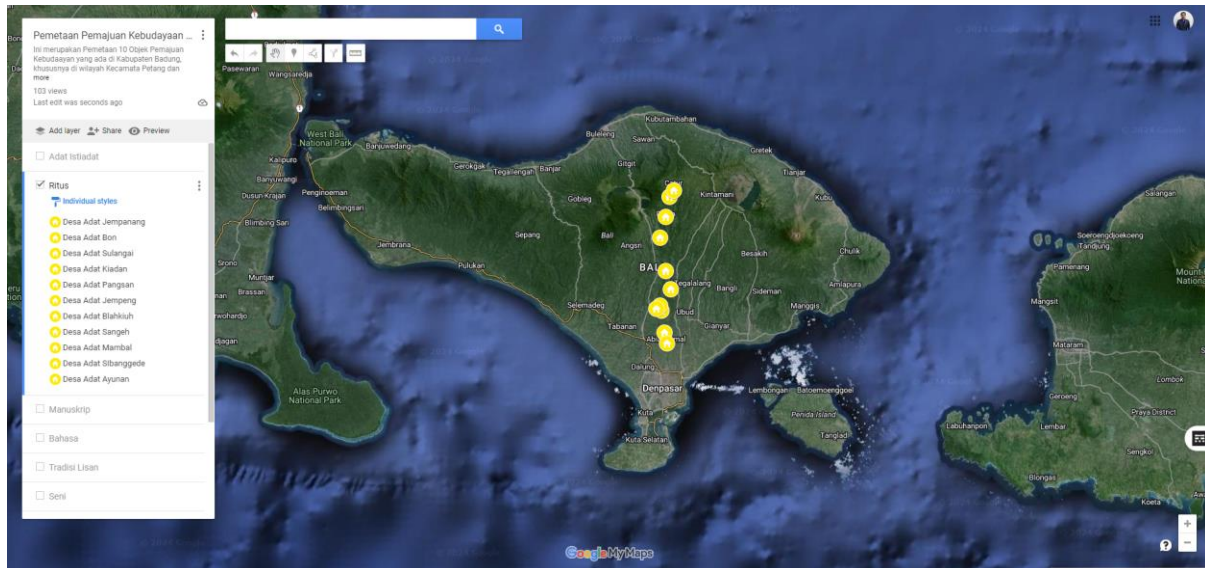 Pemetaan Pemajuan Kebudayaan ...
Ini merupakan Pemetaan 10 Objek Pemajuan
Kebudaayan yang ada di Kabupaten Badung,
khususnya di wilayah Kecamata Petang dan
more
103 views
Last edit was seconds ago
Add layer
Share
Preview
Adat Istiadat
Ritus
Individual styles
Desa Adat Jempanang
Desa Adat Bon
Desa Adat Sulangai
Desa Adat Kiadan
Desa Adat Pangsan
Desa Adat Jempeng
Desa Adat Blahkiuh
Desa Adat Sangeh
Desa Adat Mambal
Desa Adat Sibanggede
Desa Adat Ayunan
Manuskrip
Bahasa
Tradisi Lisan
Seni
Pasewaran
Wangsaredja
West Bali
National Park
Banjuwedang
Kalipuro
Banyuwangi
Dusun Krajan
Penginoeman
Belimbingsari
Blimbing Sari
Srono
Muntjar
Brassan
Jembrana
Pulukan
Gerokgak
Tegallengah
Banjar
Buleleng
Sawan
Kubutambahan
Gitgit
Gretek
Tianjar
Gobleg
Kintamani
Kubu
Sepang
Bali
Angsri
Besakih
Chulik
BAL
Tegalalang
Bangli
Sideman
Amlapura
Selemadeg
Ubud
Manggis
Tabanan
Gianyar
Dalung
Denpasar
Kuta
Kuta Selatan
Lembongan
Batoemoenggoel
Penida Island
Tanglad
Alas Purwo
National Park
Salangan
Soeroengdjoekoeng
Tandjung
Pemenang
Mangsit
Mataram
Lombok
Geroeng
Praya District
Labuhanpon
Lembar
Sengkol
Blongas
Koeta
Google My Maps